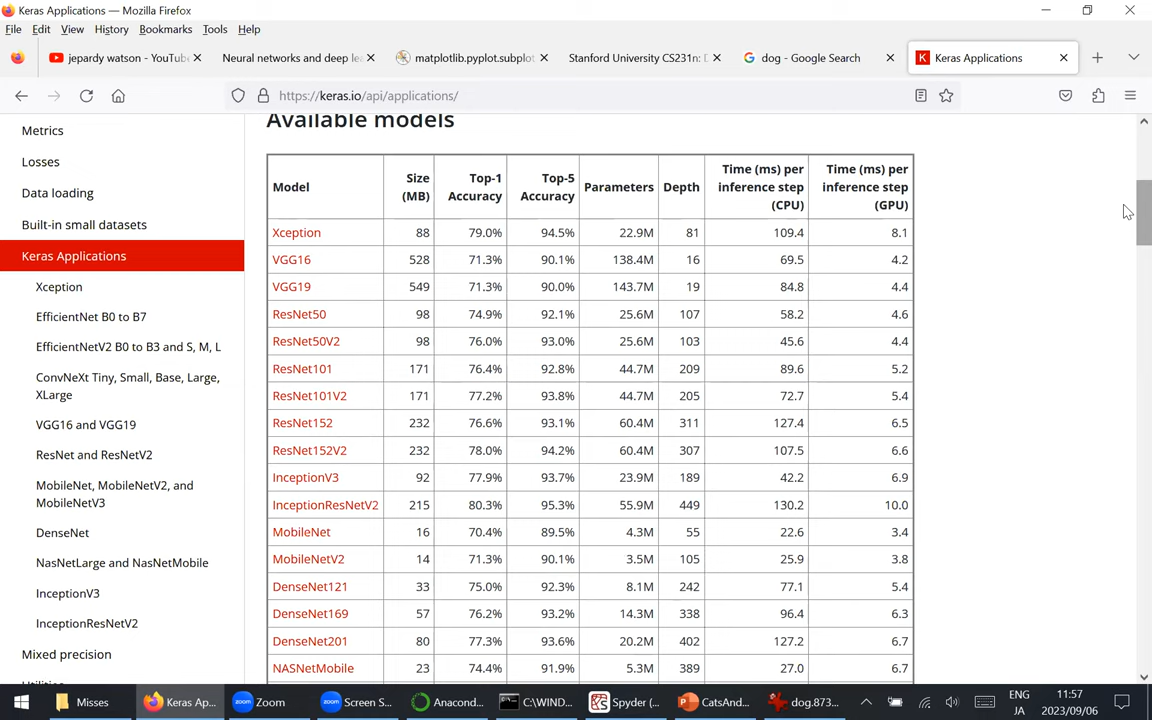 Keras Applications — Mozilla Firefox
File Edit View History Bookmarks Tools Help
jepardy watson - YouTube
Neural networks and deep lea
matplotlib.pyplot.subplot
Stanford University CS231n: D
dog - Google Search
Keras Applications
https://keras.io/api/applications/
Metrics
Losses
Data loading
Built-in small datasets
Keras Applications
Xception
EfficientNet B0 to B7
EfficientNetV2 B0 to B3 and S, M, L
ConvNeXt Tiny, Small, Base, Large,
XLarge
VGG16 and VGG19
ResNet and ResNetV2
MobileNet, MobileNetV2, and
MobileNetV3
DenseNet
NasNetLarge and NasNetMobile
InceptionV3
InceptionResNetV2
Mixed precision
Utilities
Available models
Model Size (MB) Top-1 Accuracy Top-5 Accuracy Parameters Depth Time (ms) per inference step (CPU) Time (ms) per inference step (GPU)
Xception 88 79.0% 94.5% 22.9M 81 109.4 8.1
VGG16 528 71.3% 90.1% 138.4M 16 69.5 4.2
VGG19 549 71.3% 90.0% 143.7M 19 84.8 4.4
ResNet50 98 74.9% 92.1% 25.6M 107 58.2 4.6
ResNet50V2 98 76.0% 93.0% 25.6M 103 45.6 4.4
ResNet101 171 76.4% 92.8% 44.7M 209 89.6 5.2
ResNet101V2 171 77.2% 93.8% 44.7M 205 72.7 5.4
ResNet152 232 76.6% 93.1% 60.4M 311 127.4 6.5
ResNet152V2 232 78.0% 94.2% 60.4M 307 107.5 6.6
InceptionV3 92 77.9% 93.7% 23.9M 189 42.2 6.9
InceptionResNetV2 215 80.3% 95.3% 55.9M 449 130.2 10.0
MobileNet 16 70.4% 89.5% 4.3M 55 22.6 3.4
MobileNetV2 14 71.3% 90.1% 3.5M 105 25.9 3.8
DenseNet121 33 75.0% 92.3% 8.1M 242 77.1 5.4
DenseNet169 57 76.2% 93.2% 14.3M 338 96.4 6.3
DenseNet201 80 77.3% 93.6% 20.2M 402 127.2 6.7
NASNetMobile 23 74.4% 91.9% 5.3M 389 27.0 6.7
Misses
Keras Ap...
Zoom
Screen S...
Anacond...
C:\WIND...
Spyder (...
CatsAnd...
dog.873...
ENG
JA
11:57
2023/09/06